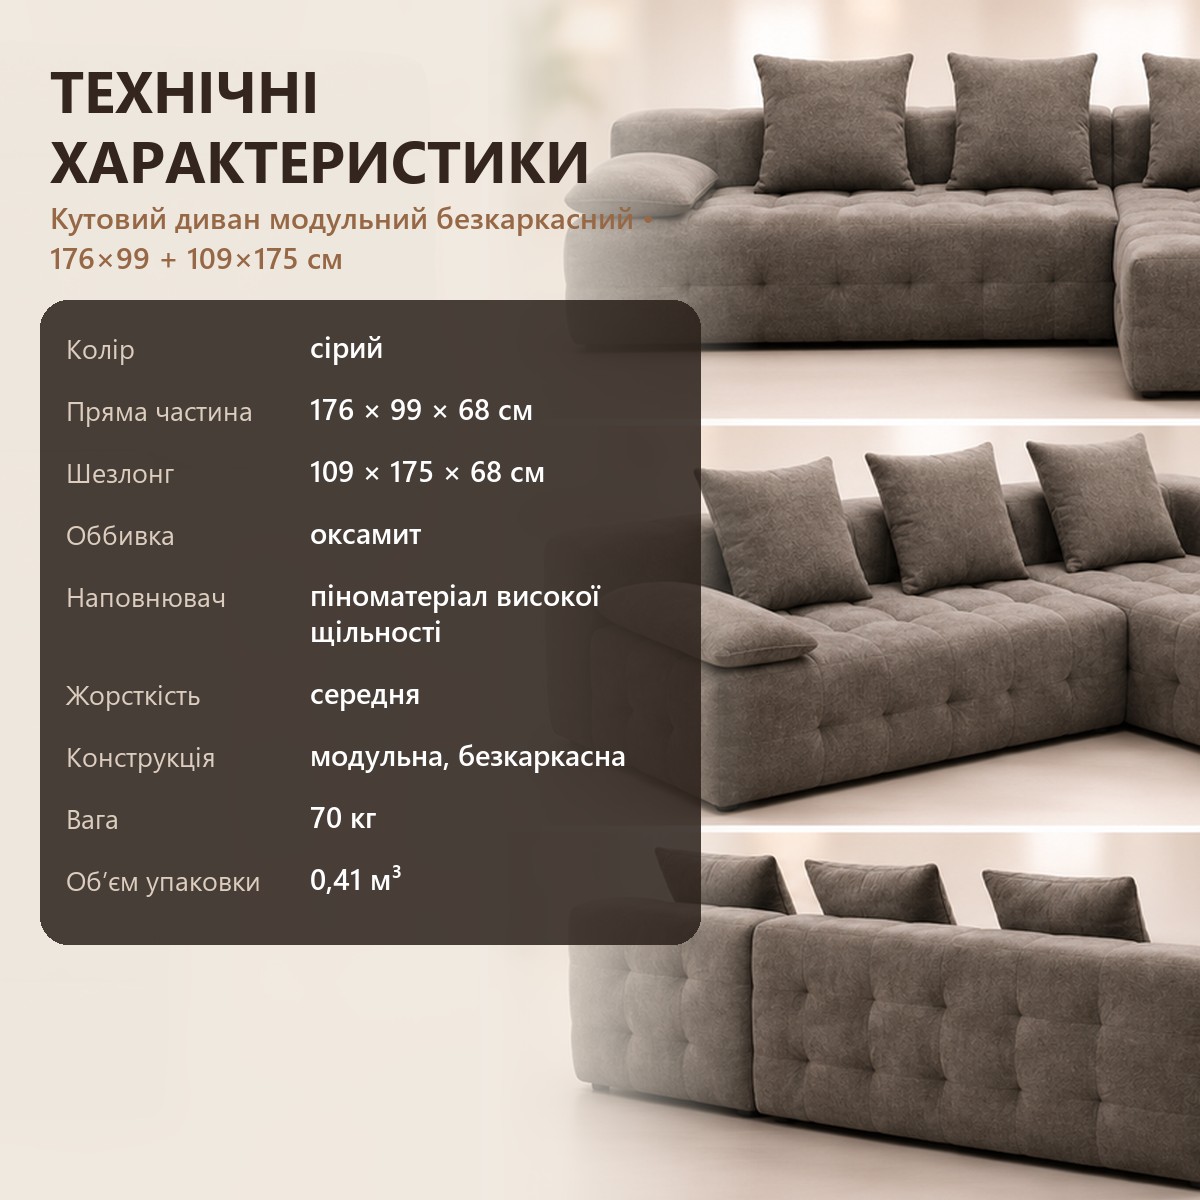 ТЕХНІЧНІ
ХАРАКТЕРИСТИКИ
Кутовий диван модульний безкаркасний •
176×99 + 109×175 см
Колір сірий
Пряма частина 176 × 99 × 68 см
Шезлонг 109 × 175 × 68 см
Оббивка оксамит
Наповнювач піноматеріал високої
щільності
Жорсткість середня
Конструкція модульна, безкаркасна
Вага 70 кг
Об’єм упаковки 0,41 м³